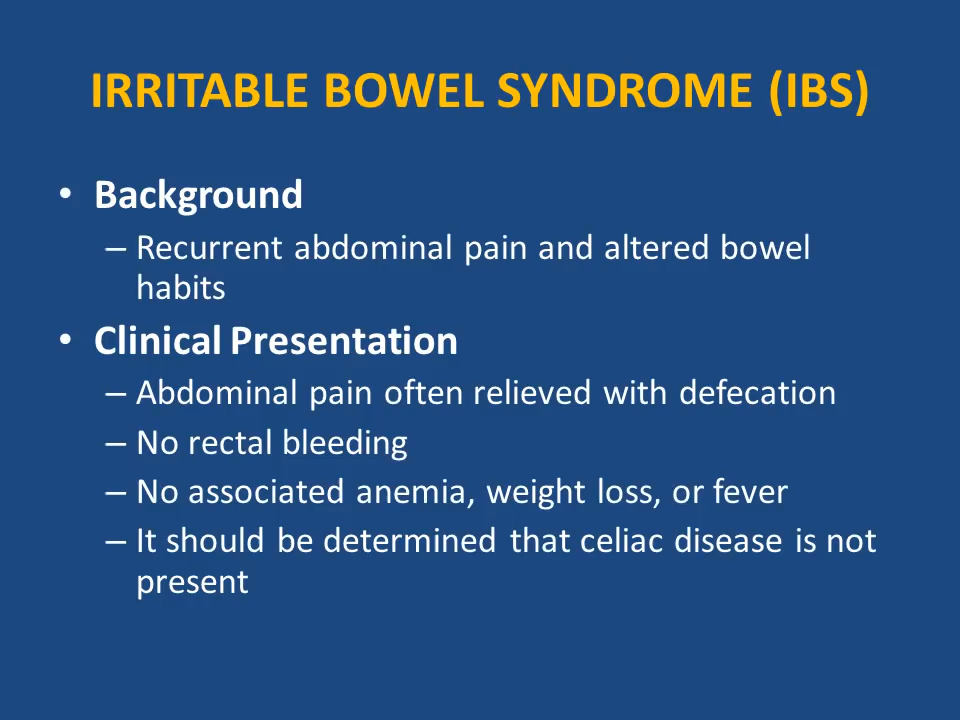 IRRITABLE BOWEL SYNDROME (IBS)
• Background
– Recurrent abdominal pain and altered bowel
habits
• Clinical Presentation
– Abdominal pain often relieved with defecation
– No rectal bleeding
– No associated anemia, weight loss, or fever
– It should be determined that celiac disease is not
present